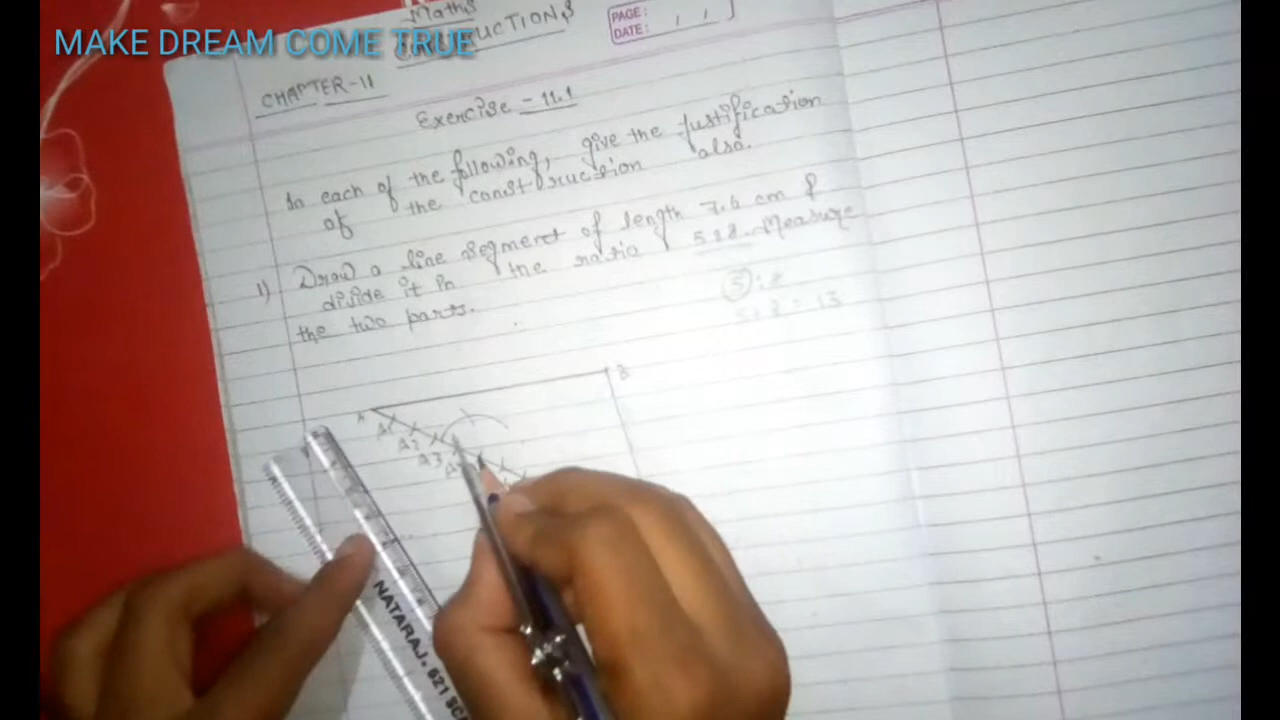 MAKE DREAM COME TRUE
Maths
CONSTRUCTIONS
PAGE:
DATE: / /
CHAPTER-11
Exercise - 11.1
In each of the following, give the Justification
of the construction also.
1) Draw a line segment of length 7.6 cm &
divide it in the ratio 5:8. Measure
the two parts.
5:8
5+8=13
A
B
A1
A2
A3
NATARAJ. 621